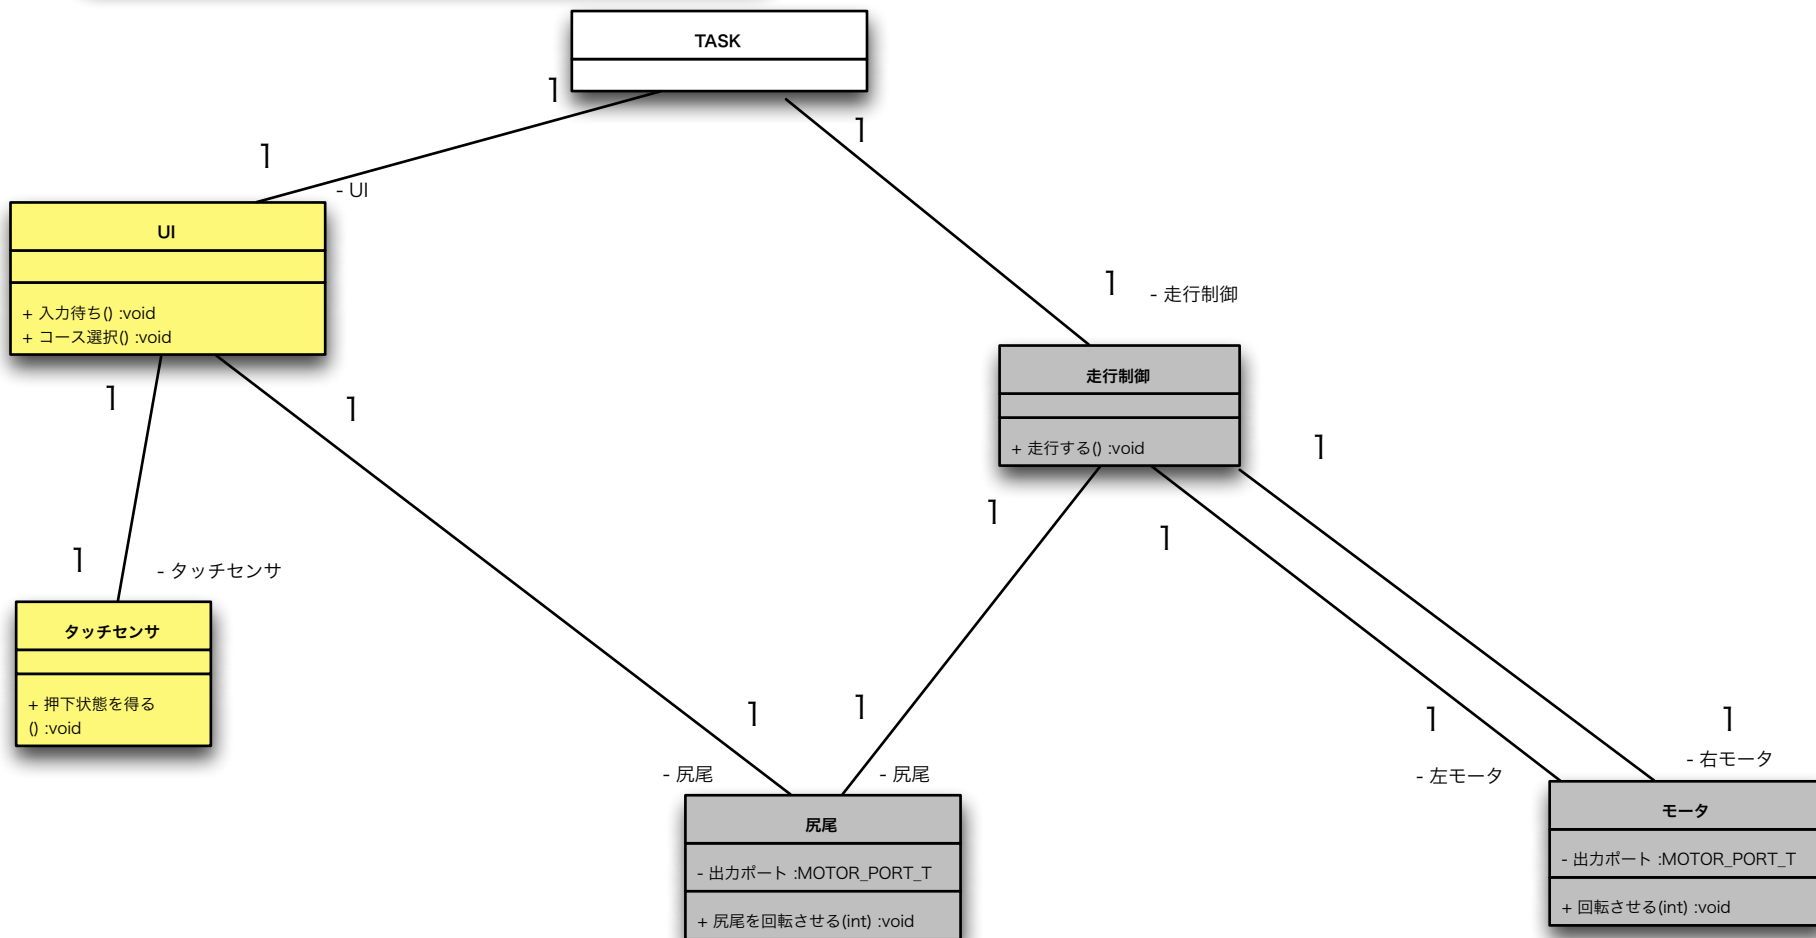 TASK
1
1
1
- UI
UI
+ 入力待ち() :void
+ コース選択() :void
1
- 走行制御
走行制御
+ 走行する() :void
1
1
1
1
1
1
- タッチセンサ
タッチセンサ
+ 押下状態を得る
() :void
1
1
1
1
- 尻尾
- 尻尾
- 左モータ
- 右モータ
尻尾
- 出力ポート :MOTOR_PORT_T
+ 尻尾を回転させる(int) :void
モータ
- 出力ポート :MOTOR_PORT_T
+ 回転させる(int) :void